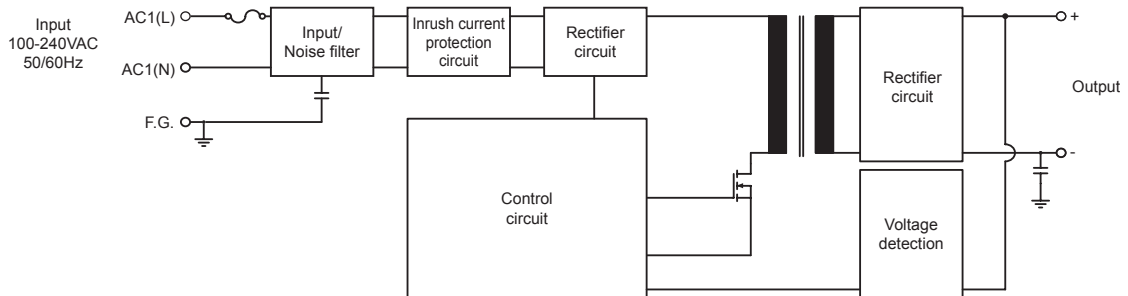 Input
100-240VAC
50/60Hz
AC1(L)
AC1(N)
F.G.
Input/
Noise filter
Inrush current
protection
circuit
Rectifier
circuit
Control
circuit
Rectifier
circuit
Voltage
detection
+
Output
-